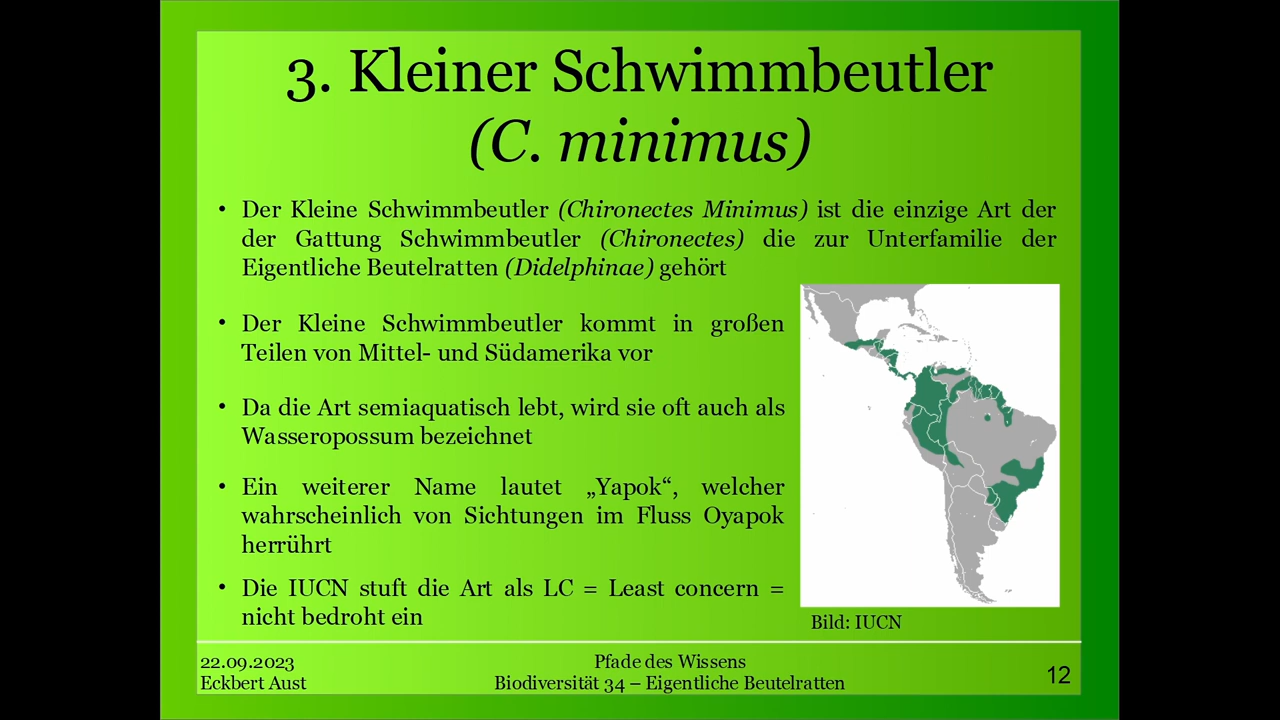 3. Kleiner Schwimmbeutler
(C. minimus)
• Der Kleine Schwimmbeutler (Chironectes Minimus) ist die einzige Art der
der Gattung Schwimmbeutler (Chironectes) die zur Unterfamilie der
Eigentliche Beutelratten (Didelphinae) gehört
• Der Kleine Schwimmbeutler kommt in großen
Teilen von Mittel- und Südamerika vor
• Da die Art semiaquatisch lebt, wird sie oft auch als
Wasseropossum bezeichnet
• Ein weiterer Name lautet „Yapok“, welcher
wahrscheinlich von Sichtungen im Fluss Oyapok
herrührt
• Die IUCN stuft die Art als LC = Least concern =
nicht bedroht ein
Bild: IUCN
22.09.2023
Eckbert Aust
Pfade des Wissens
Biodiversität 34 – Eigentliche Beutelratten
12